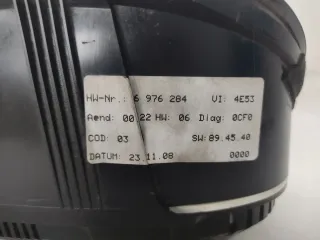 HW-Nr.: 6 976 284 VI: 4E53
Aend: 00 22 HW: 06 Diag: 0CF0
COD: 03 SW: 89.45.40
DATUM: 23.11.08 0000